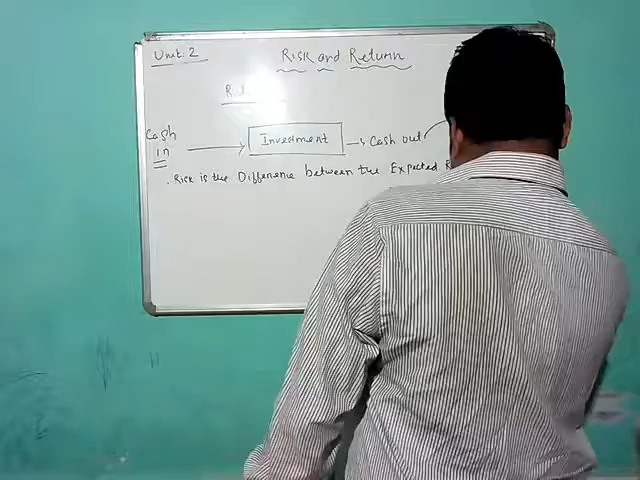 Unit: 2
Risk and Return
Cash in
Investment
Cash out
. Risk is the Difference between the Expected